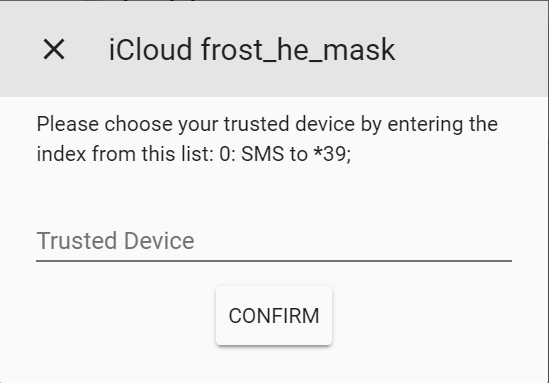 iCloud frost_he_mask
Please choose your trusted device by entering the
index from this list: 0: SMS to *39;
Trusted Device
CONFIRM